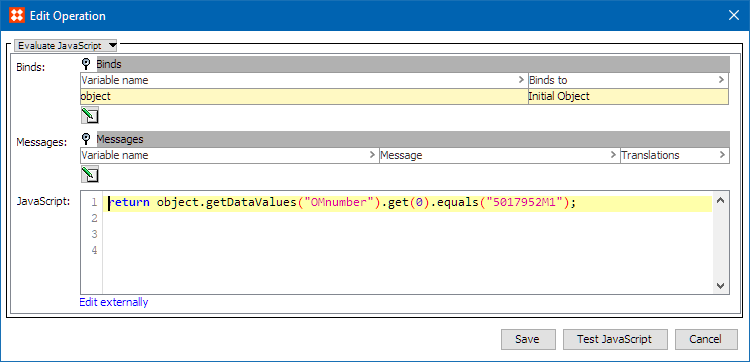 Edit Operation
Evaluate JavaScript
Binds:
Binds
Variable name > Binds to >
object Initial Object
Messages:
Messages
Variable name > Message > Translations >
JavaScript:
1 return object.getDataValues("OMnumber").get(0).equals("5017952M1");
2
3
4
Edit externally
Save Test JavaScript Cancel